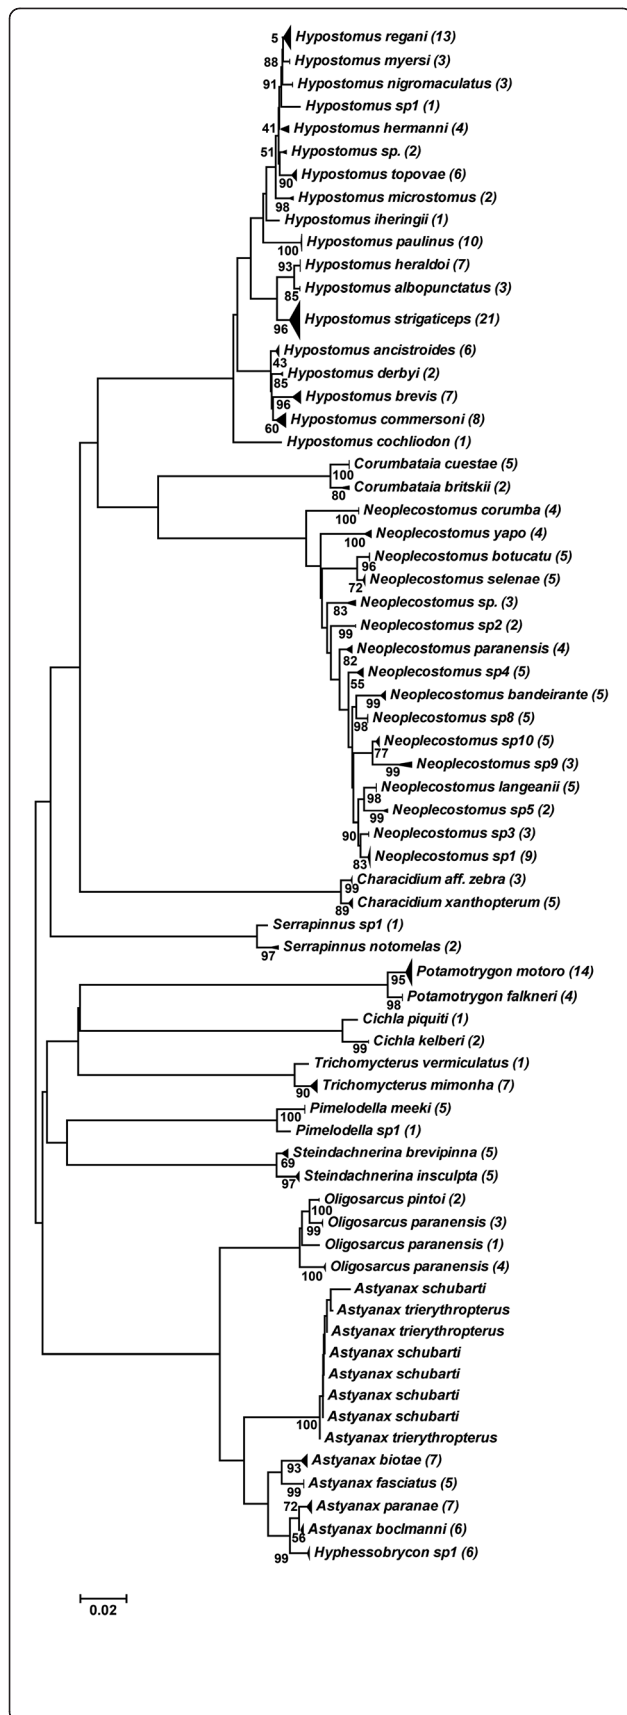 5 Hypostomus regani (13)
88 Hypostomus myersi (3)
91 Hypostomus nigromaculatus (3)
Hypostomus sp1 (1)
41 Hypostomus hermanni (4)
51 Hypostomus sp. (2)
90 Hypostomus topovae (6)
98 Hypostomus microstomus (2)
Hypostomus iheringii (1)
100 Hypostomus paulinus (10)
93 Hypostomus heraldoi (7)
85 Hypostomus albopunctatus (3)
96 Hypostomus strigaticeps (21)
43 Hypostomus ancistroides (6)
85 Hypostomus derbyi (2)
96 Hypostomus brevis (7)
60 Hypostomus commersoni (8)
Hypostomus cochliodon (1)
100 Corumbataia cuestae (5)
80 Corumbataia britskii (2)
100 Neoplecostomus corumba (4)
100 Neoplecostomus yapo (4)
96 Neoplecostomus botucatu (5)
72 Neoplecostomus selenae (5)
83 Neoplecostomus sp. (3)
99 Neoplecostomus sp2 (2)
82 Neoplecostomus paranensis (4)
55 Neoplecostomus sp4 (5)
99 Neoplecostomus bandeirante (5)
98 Neoplecostomus sp8 (5)
77 Neoplecostomus sp10 (5)
99 Neoplecostomus sp9 (3)
98 Neoplecostomus langeanii (5)
99 Neoplecostomus sp5 (2)
90 Neoplecostomus sp3 (3)
83 Neoplecostomus sp1 (9)
99 Characidium aff. zebra (3)
89 Characidium xanthopterum (5)
Serrapinnus sp1 (1)
97 Serrapinnus notomelas (2)
95 Potamotrygon motoro (14)
98 Potamotrygon falkneri (4)
Cichla piquiti (1)
99 Cichla kelberi (2)
Trichomycterus vermiculatus (1)
90 Trichomycterus mimonha (7)
100 Pimelodella meeki (5)
Pimelodella sp1 (1)
69 Steindachnerina brevipinna (5)
97 Steindachnerina insculpta (5)
100 Oligosarcus pintoi (2)
99 Oligosarcus paranensis (3)
Oligosarcus paranensis (1)
100 Oligosarcus paranensis (4)
Astyanax schubarti
Astyanax trierythropterus
Astyanax trierythropterus
Astyanax schubarti
Astyanax schubarti
Astyanax schubarti
100 Astyanax schubarti
Astyanax trierythropterus
93 Astyanax biotae (7)
99 Astyanax fasciatus (5)
72 Astyanax paranae (7)
56 Astyanax boclmanni (6)
99 Hyphessobrycon sp1 (6)
0.02